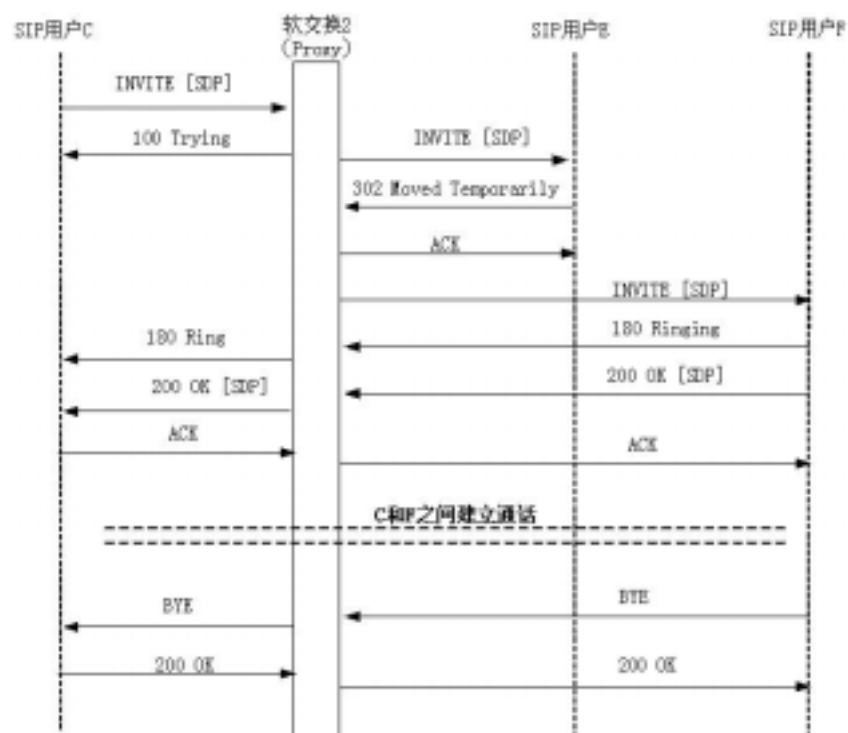 SIP用户C
软交换2
(Proxy)
SIP用户E
SIP用户F
INVITE [SDP]
100 Trying
INVITE [SDP]
302 Moved Temporarily
ACK
INVITE [SDP]
180 Ring
180 Ringing
200 OK [SDP]
200 OK [SDP]
ACK
ACK
C和F之间建立通话
BYE
BYE
200 OK
200 OK